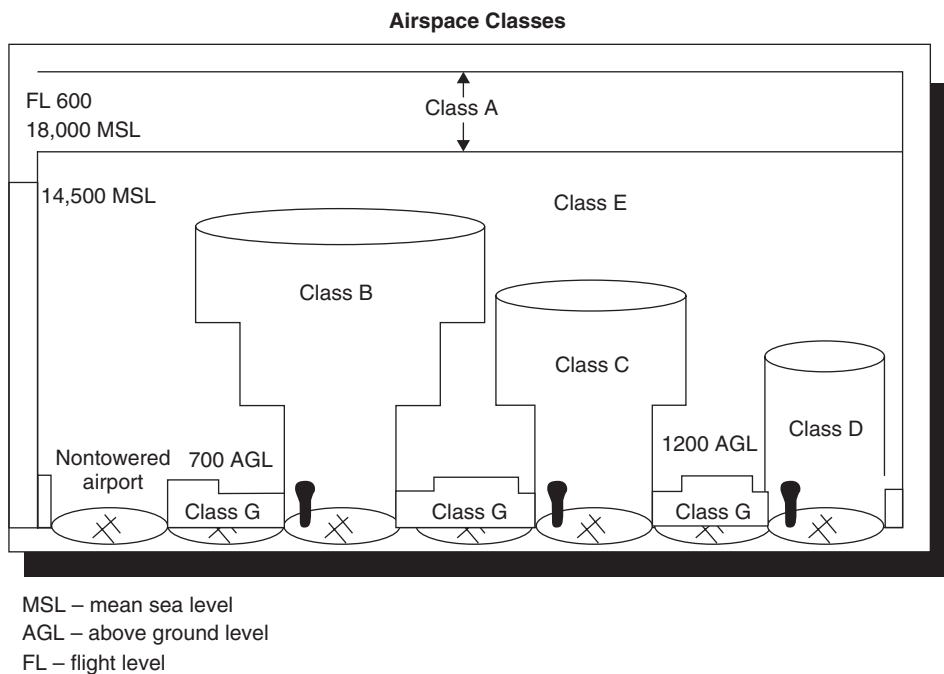 Airspace Classes
FL 600
18,000 MSL
Class A
14,500 MSL
Class E
Class B
Class C
Class D
1200 AGL
Nontowered
airport
700 AGL
Class G
Class G
Class G
MSL – mean sea level
AGL – above ground level
FL – flight level